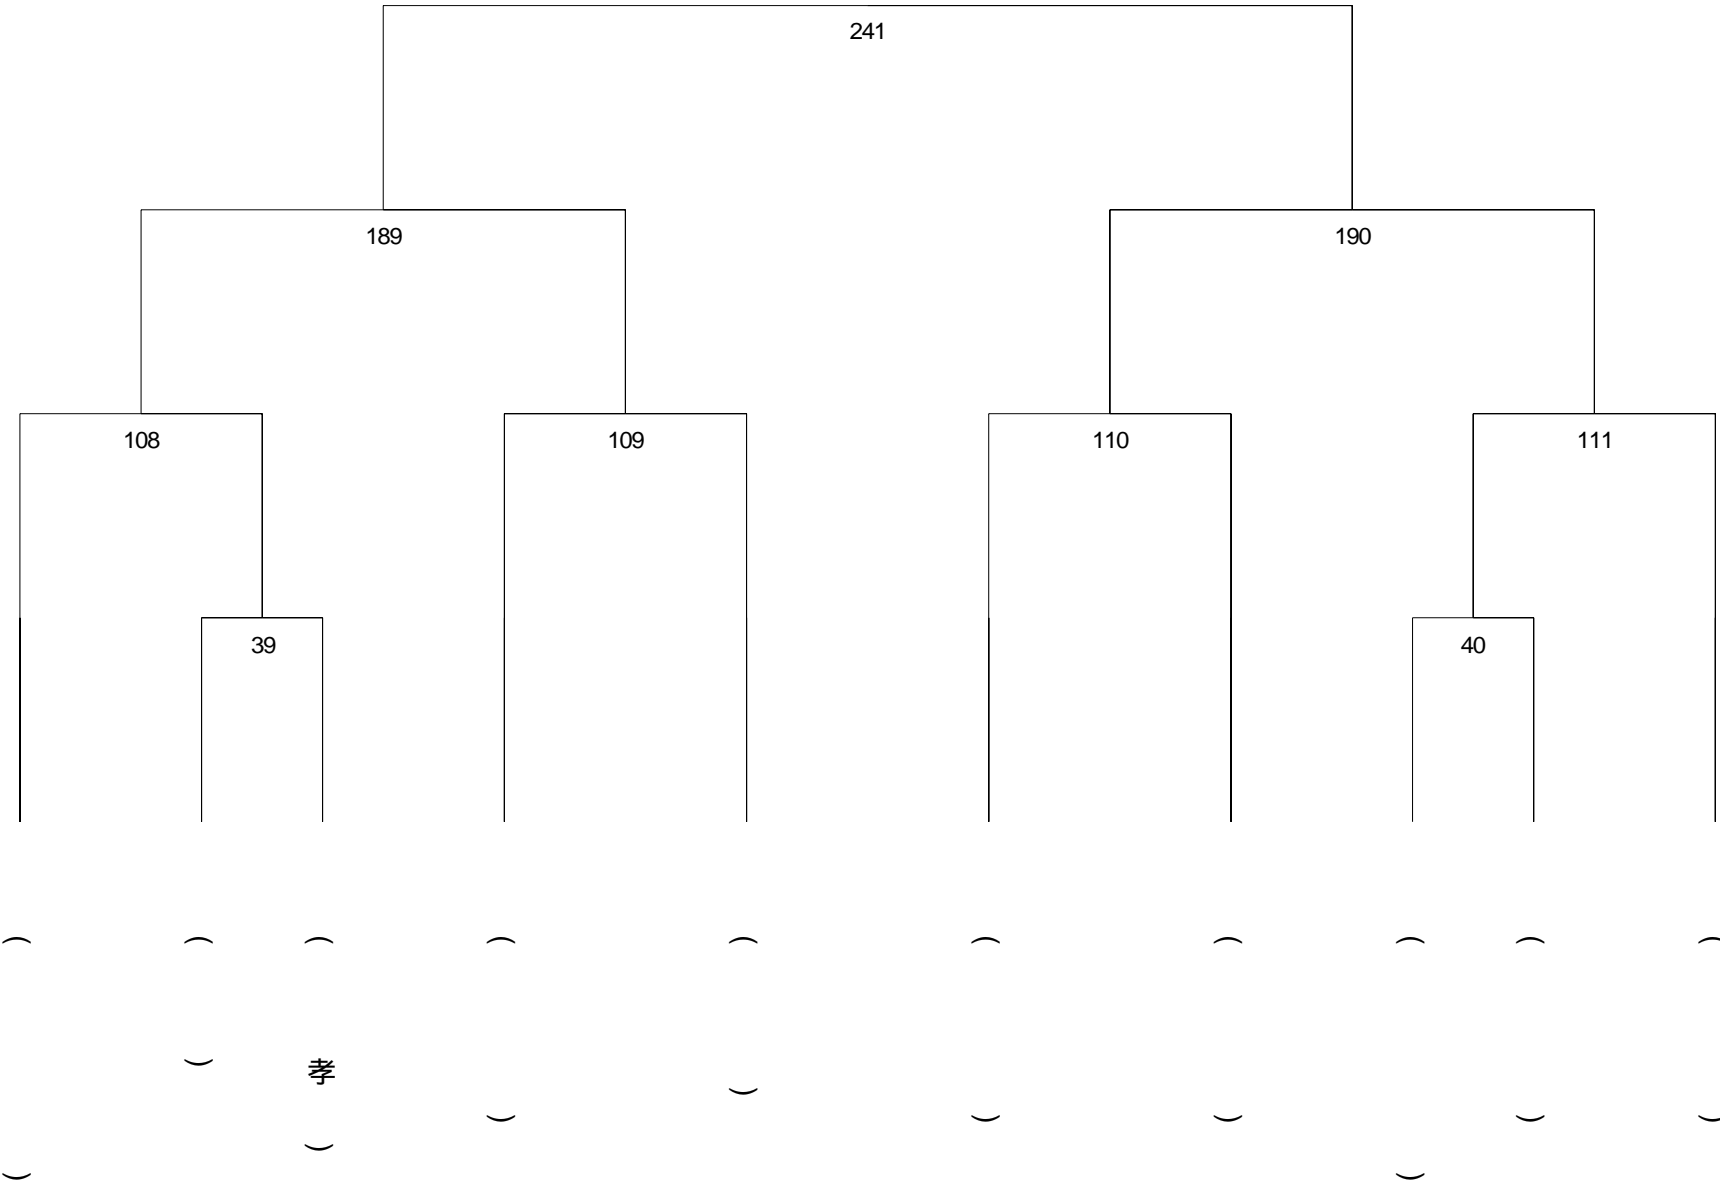 241
189 190
108 109 110 111
39 40
︵ ︵ ︵ ︵ ︵ ︵ ︵ ︵ ︵ ︵
︶ 孝 ︶
︶ ︶ ︶ ︶ ︶
︶
︶ ︶